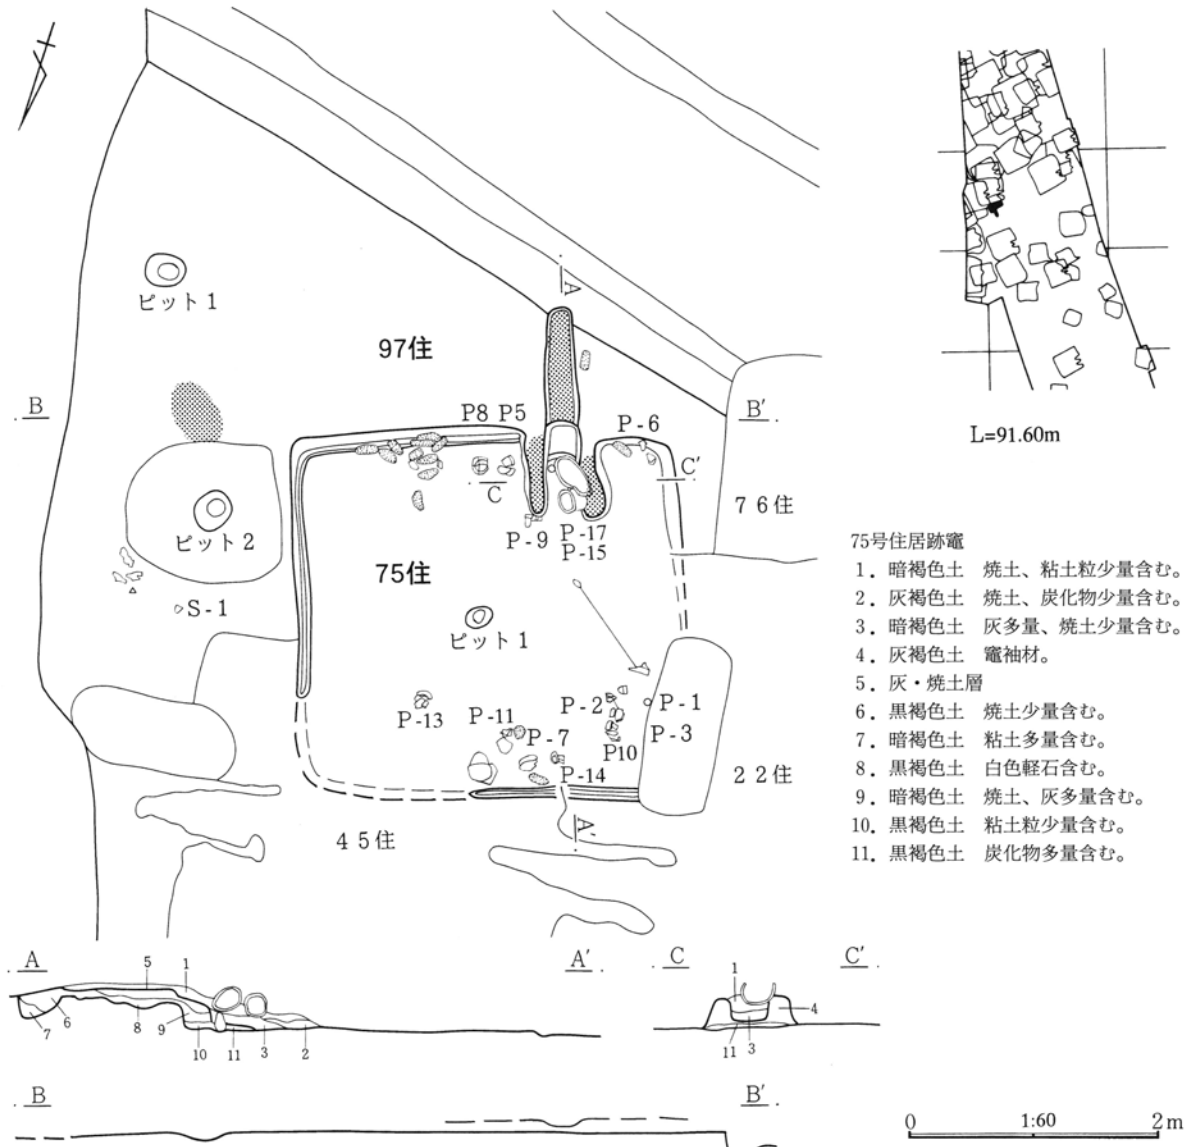 A
ピット1
97住
B
P8 P5
P-6
B'
L=91.60m
C'
C
76住
ピット2
P-9
P-17
P-15
75住
S-1
ピット1
P-13
P-11
P-7
P-2
P-1
P10
P-3
P-14
22住
A'
45住
75号住居跡竈
1. 暗褐色土 焼土、粘土粒少量含む。
2. 灰褐色土 焼土、炭化物少量含む。
3. 暗褐色土 灰多量、焼土少量含む。
4. 灰褐色土 竈袖材。
5. 灰・焼土層
6. 黒褐色土 焼土少量含む。
7. 暗褐色土 粘土多量含む。
8. 黒褐色土 白色軽石含む。
9. 暗褐色土 焼土、灰多量含む。
10. 黒褐色土 粘土粒少量含む。
11. 黒褐色土 炭化物多量含む。
A
A'
5
1
7
6
8
9
10
11
3
2
C
C'
1
4
11
3
B
B'
0
1:60
2m